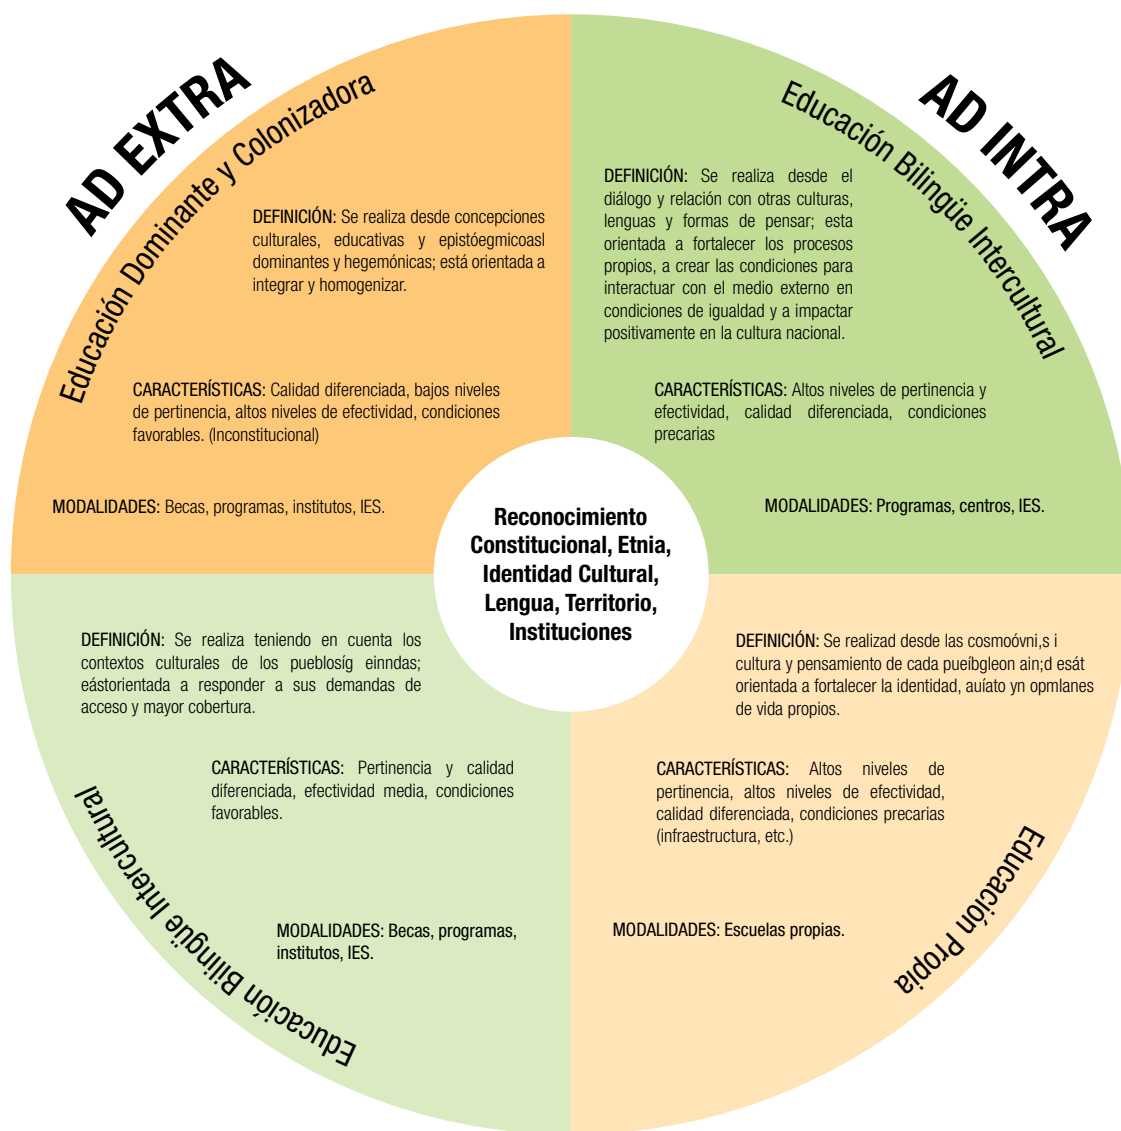 AD EXTRA
Educación Dominante y Colonizadora
DEFINICIÓN: Se realiza desde concepciones
culturales, educativas y epistóegmicoasl
dominantes y hegemónicas; está orientada a
integrar y homogenizar.
CARACTERÍSTICAS: Calidad diferenciada, bajos niveles
de pertinencia, altos niveles de efectividad, condiciones
favorables. (Inconstitucional)
MODALIDADES: Becas, programas, institutos, IES.
AD INTRA
Educación Bilingüe Intercultural
DEFINICIÓN: Se realiza desde el
diálogo y relación con otras culturas,
lenguas y formas de pensar; esta
orientada a fortalecer los procesos
propios, a crear las condiciones para
interactuar con el medio externo en
condiciones de igualdad y a impactar
positivamente en la cultura nacional.
CARACTERÍSTICAS: Altos niveles de pertinencia y
efectividad, calidad diferenciada, condiciones
precarias
MODALIDADES: Programas, centros, IES.
Reconocimiento
Constitucional, Etnia,
Identidad Cultural,
Lengua, Territorio,
Instituciones
DEFINICIÓN: Se realiza teniendo en cuenta los
contextos culturales de los pueblosíg einndas;
eástorientada a responder a sus demandas de
acceso y mayor cobertura.
CARACTERÍSTICAS: Pertinencia y calidad
diferenciada, efectividad media, condiciones
favorables.
MODALIDADES: Becas, programas,
institutos, IES.
Educación Bilingüe Intercultural
DEFINICIÓN: Se realizad desde las cosmoóvni,s i
cultura y pensamiento de cada pueíbgleon ain;d esát
orientada a fortalecer la identidad, auíato yn opmlanes
de vida propios.
CARACTERÍSTICAS: Altos niveles de
pertinencia, altos niveles de efectividad,
calidad diferenciada, condiciones precarias
(infraestructura, etc.)
MODALIDADES: Escuelas propias.
Educación Propia